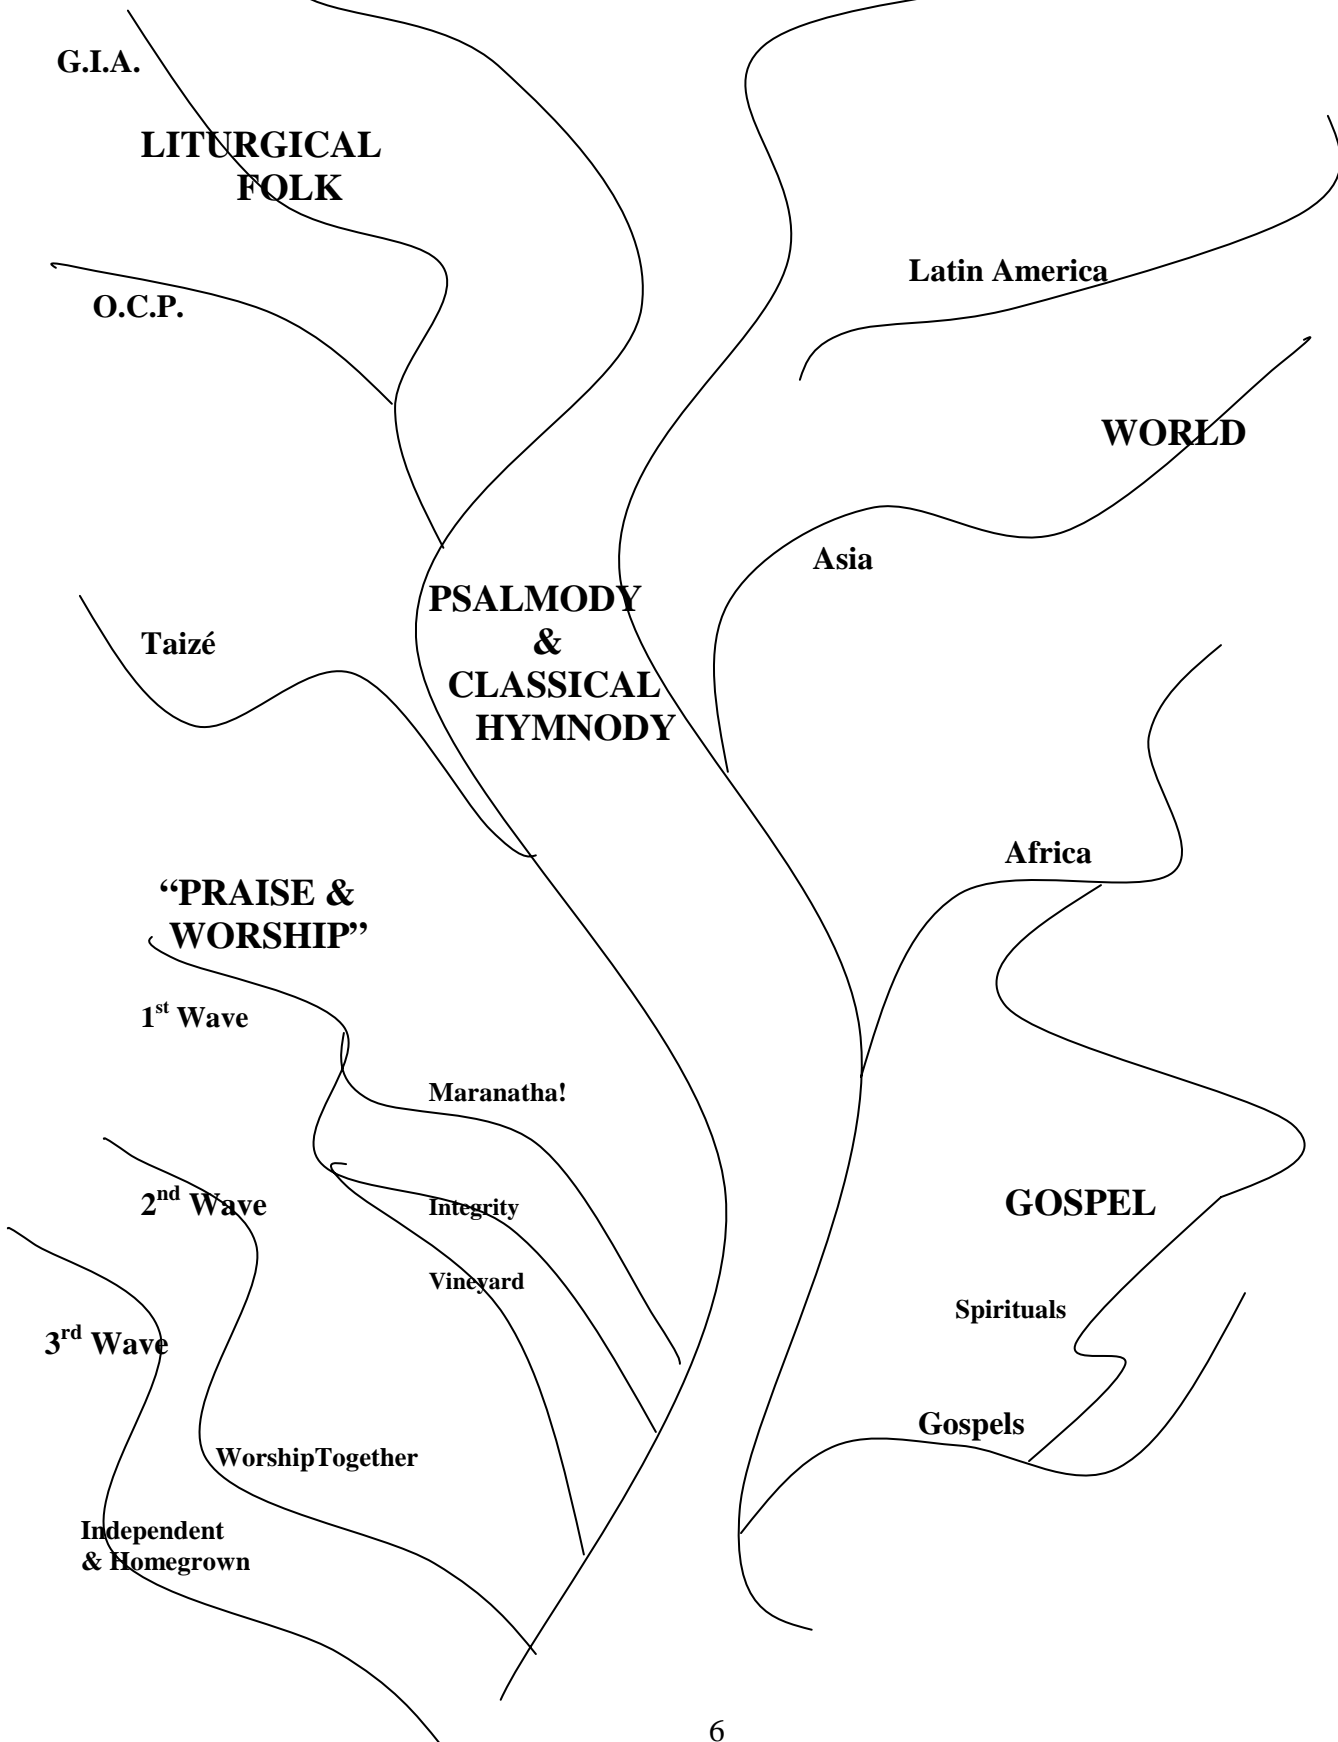 G.I.A.
LITURGICAL
FOLK
O.C.P.
Latin America
WORLD
Asia
PSALMODY
&
CLASSICAL
HYMNODY
Taizé
Africa
“PRAISE &
WORSHIP”
1st Wave
Maranatha!
2nd Wave
Integrity
GOSPEL
Vineyard
Spirituals
3rd Wave
Gospels
WorshipTogether
Independent
& Homegrown
6